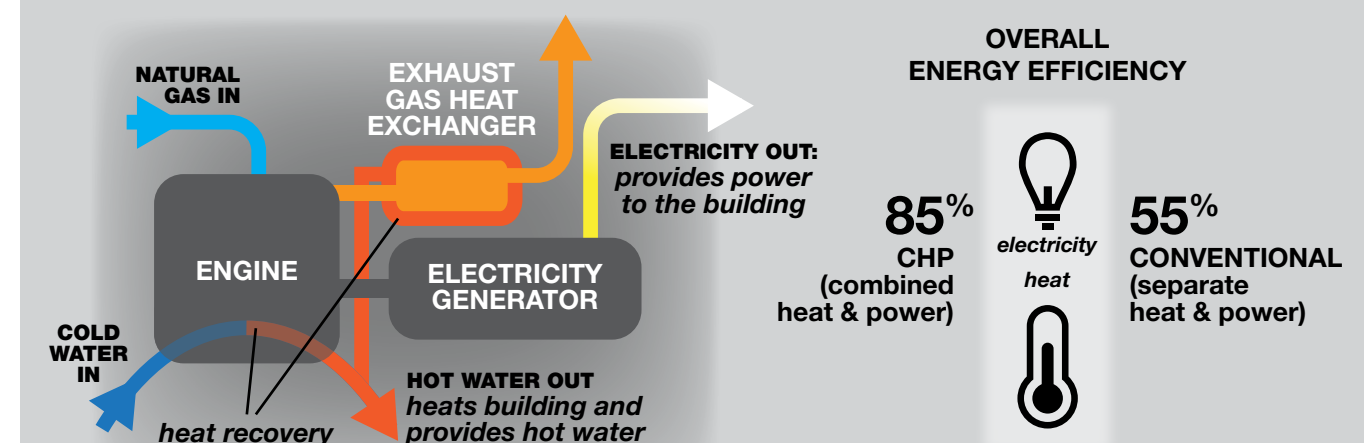 NATURAL
GAS IN
EXHAUST
GAS HEAT
EXCHANGER
ELECTRICITY OUT:
provides power
to the building
ENGINE
ELECTRICITY
GENERATOR
COLD
WATER
IN
heat recovery
HOT WATER OUT
heats building and
provides hot water
OVERALL
ENERGY EFFICIENCY
85%
CHP
(combined
heat & power)
electricity
heat
55%
CONVENTIONAL
(separate
heat & power)